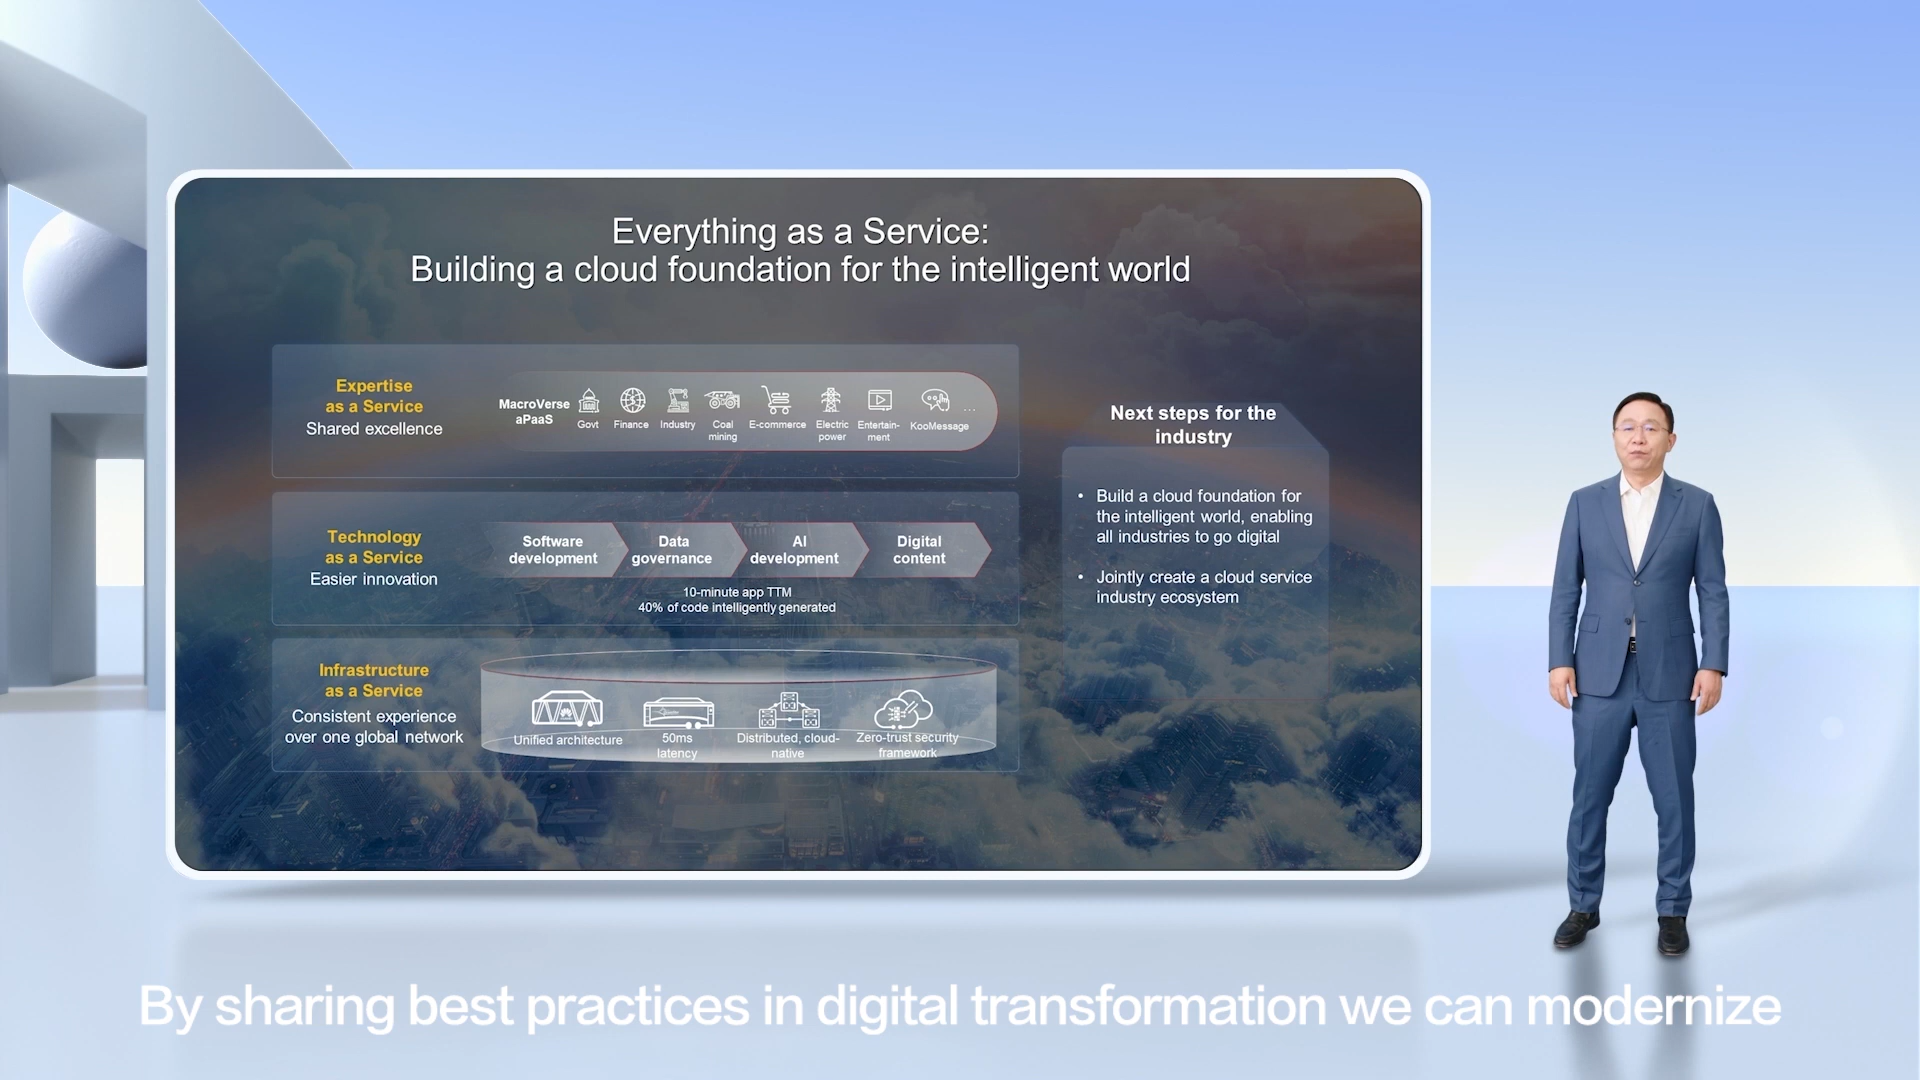 Everything as a Service:
Building a cloud foundation for the intelligent world
Expertise
as a Service
Shared excellence
MacroVerse
aPaaS
Govt
Finance
Industry
Coal
mining
E-commerce
Electric
power
Entertain-
ment
KooMessage
...
Technology
as a Service
Easier innovation
Software
development
Data
governance
AI
development
Digital
content
10-minute app TTM
40% of code intelligently generated
Infrastructure
as a Service
Consistent experience
over one global network
Unified architecture
50ms
latency
Distributed, cloud-
native
Zero-trust security
framework
Next steps for the
industry
• Build a cloud foundation for
the intelligent world, enabling
all industries to go digital
• Jointly create a cloud service
industry ecosystem
By sharing best practices in digital transformation we can modernize